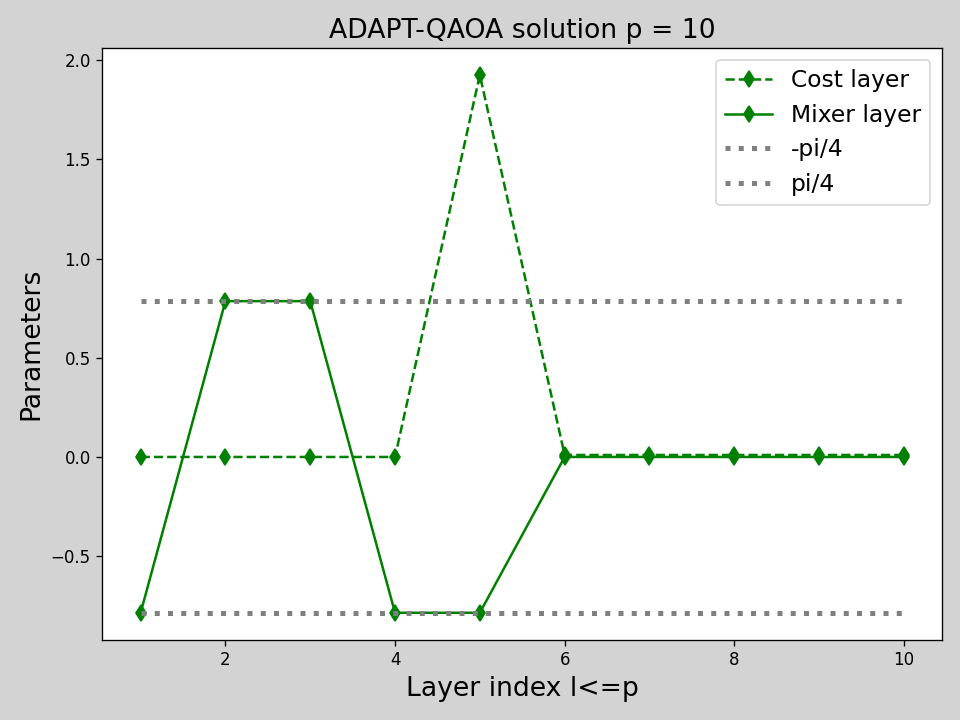 ADAPT-QAOA solution p = 10
Cost layer
Mixer layer
-pi/4
pi/4
Parameters
2.0
1.5
1.0
0.5
0.0
−0.5
2 4 6 8 10
Layer index l<=p